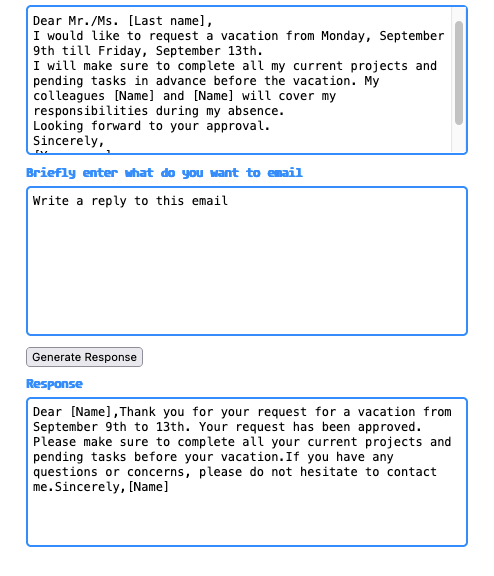 Dear Mr./Ms. [Last name],
I would like to request a vacation from Monday, September
9th till Friday, September 13th.
I will make sure to complete all my current projects and
pending tasks in advance before the vacation. My
colleagues [Name] and [Name] will cover my
responsibilities during my absence.
Looking forward to your approval.
Sincerely,
Briefly enter what do you want to email
Write a reply to this email
Generate Response
Response
Dear [Name],Thank you for your request for a vacation from
September 9th to 13th. Your request has been approved.
Please make sure to complete all your current projects and
pending tasks before your vacation.If you have any
questions or concerns, please do not hesitate to contact
me.Sincerely,[Name]